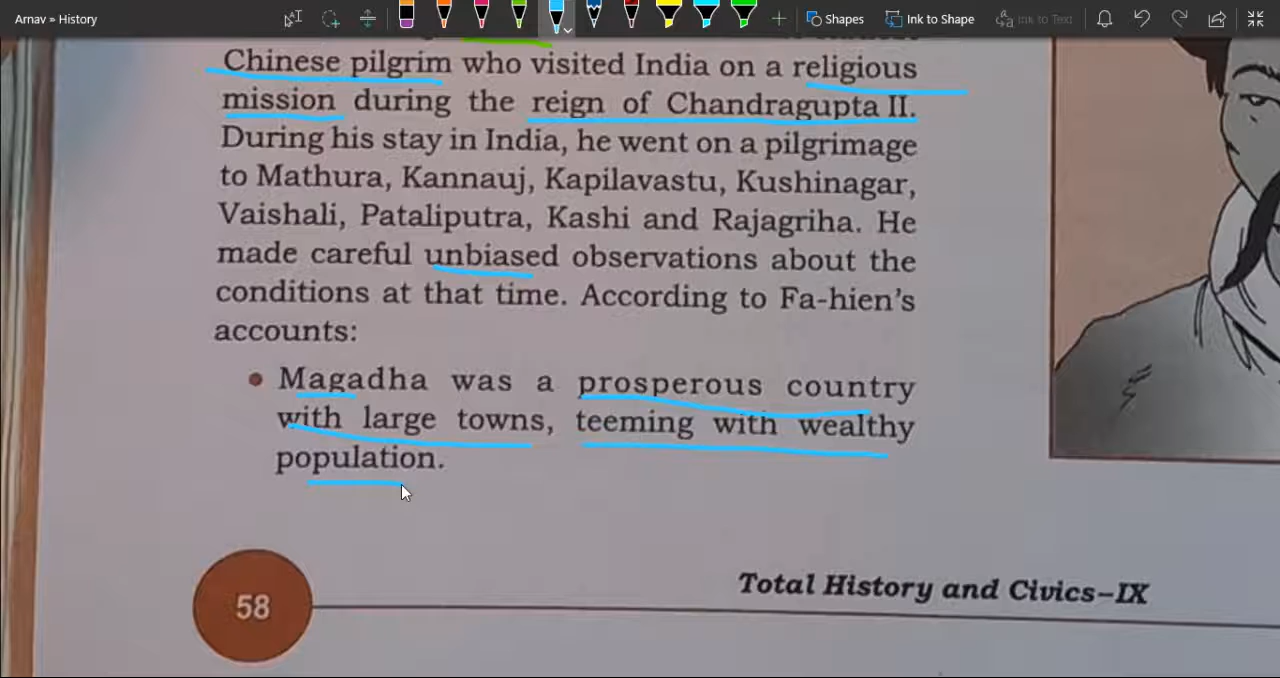 Arnav » History
Shapes
Ink to Shape
Ink to Text
Chinese pilgrim who visited India on a religious
mission during the reign of Chandragupta II.
During his stay in India, he went on a pilgrimage
to Mathura, Kannauj, Kapilavastu, Kushinagar,
Vaishali, Pataliputra, Kashi and Rajagriha. He
made careful unbiased observations about the
conditions at that time. According to Fa-hien's
accounts:
• Magadha was a prosperous country
with large towns, teeming with wealthy
population.
58
Total History and Civics–IX